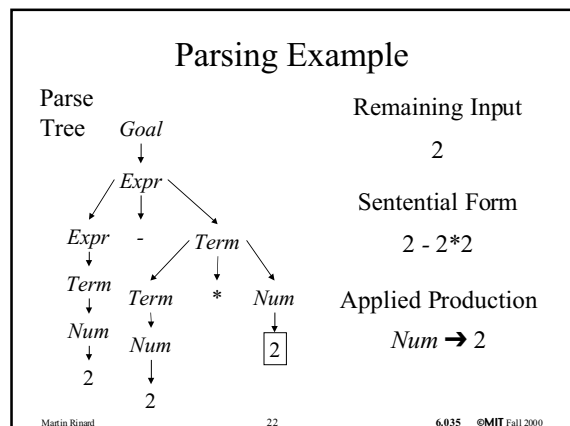 Parsing Example
Parse
Tree
Goal
Expr
Expr - Term
Term Term * Num
Num Num 2
2 2
Remaining Input
2
Sentential Form
2 - 2*2
Applied Production
Num ➔ 2
Martin Rinard 22 6.035 ©MIT Fall 2000